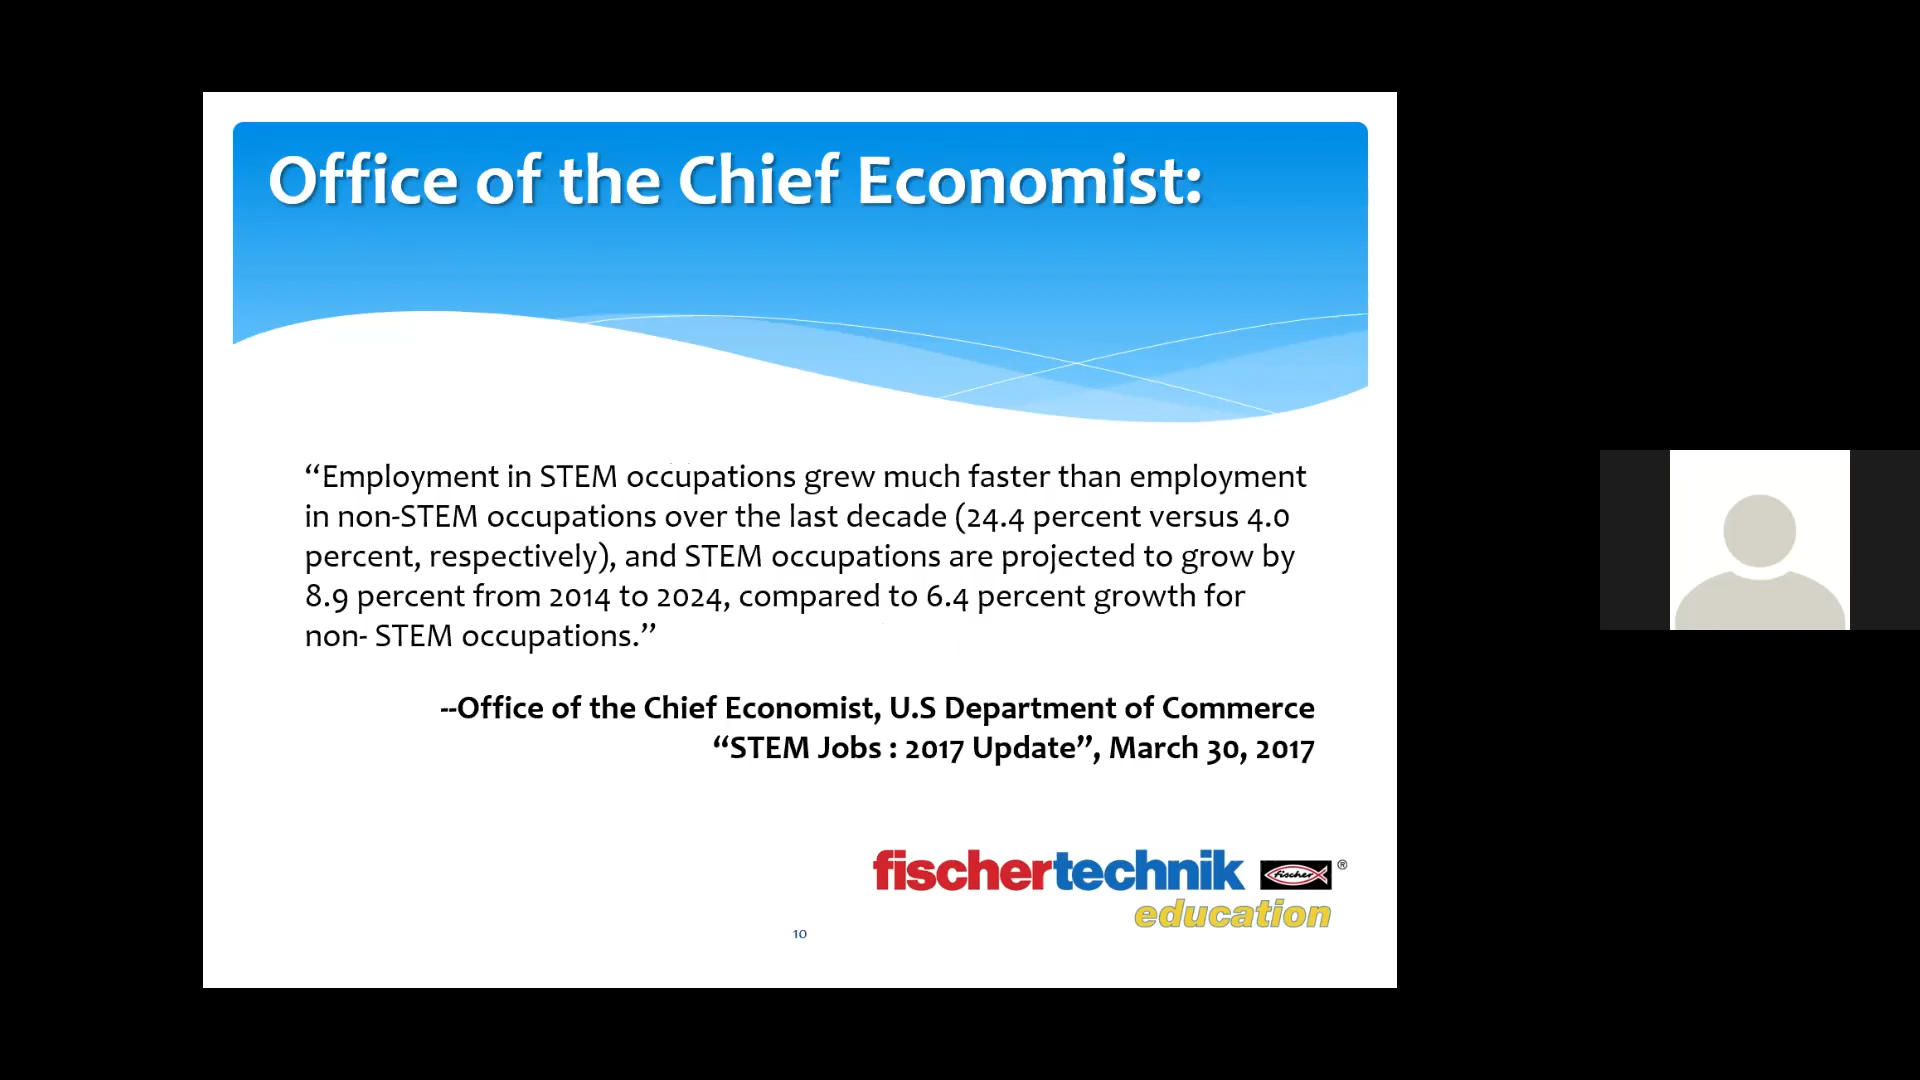 Office of the Chief Economist:
“Employment in STEM occupations grew much faster than employment
in non-STEM occupations over the last decade (24.4 percent versus 4.0
percent, respectively), and STEM occupations are projected to grow by
8.9 percent from 2014 to 2024, compared to 6.4 percent growth for
non- STEM occupations.”
--Office of the Chief Economist, U.S Department of Commerce
“STEM Jobs : 2017 Update”, March 30, 2017
fischertechnik fischer ®
education
10